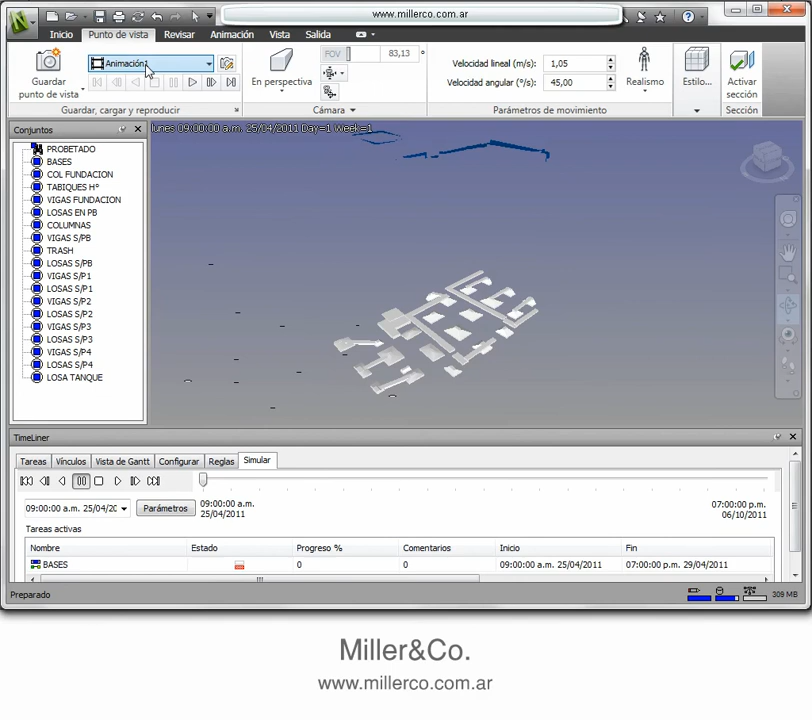 www.millerco.com.ar
Inicio Punto de vista Revisar Animación Vista Salida
Animación1
FOV 83,13 °
Velocidad lineal (m/s): 1,05
Velocidad angular (°/s): 45,00
Guardar punto de vista
En perspectiva
Realismo
Estilo...
Activar sección
Guardar, cargar y reproducir
Cámara
Parámetros de movimiento
Sección
Conjuntos
lunes 09:00:00 a.m. 25/04/2011 Day=1 Week=1
PROBETADO
BASES
COL FUNDACION
TABIQUES Hº
VIGAS FUNDACION
LOSAS EN PB
COLUMNAS
VIGAS S/PB
TRASH
LOSAS S/PB
VIGAS S/P1
LOSAS S/P1
VIGAS S/P2
LOSAS S/P2
VIGAS S/P3
LOSAS S/P3
VIGAS S/P4
LOSAS S/P4
LOSA TANQUE
TimeLiner
Tareas Vínculos Vista de Gantt Configurar Reglas Simular
09:00:00 a.m. 25/04/20
Parámetros
09:00:00 a.m.
25/04/2011
07:00:00 p.m.
06/10/2011
Tareas activas
Nombre Estado Progreso % Comentarios Inicio Fin
BASES 0 0 09:00:00 a.m. 25/04/2011 07:00:00 p.m. 29/04/2011
Preparado
309 MB
Miller&Co.
www.millerco.com.ar